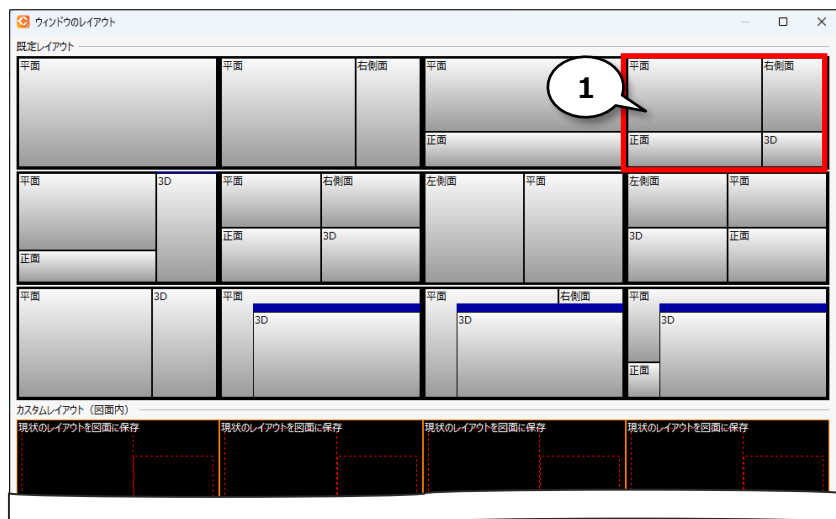 ウィンドウのレイアウト
既定レイアウト
平面
平面 右側面
平面
正面
平面 右側面
正面 3D
1
平面 3D
正面
平面 右側面
正面 3D
左側面 平面
左側面 平面
3D 正面
平面 3D
平面
3D
平面 右側面
3D
平面
3D
正面
カスタムレイアウト（図面内）
現状のレイアウトを図面に保存 現状のレイアウトを図面に保存 現状のレイアウトを図面に保存 現状のレイアウトを図面に保存